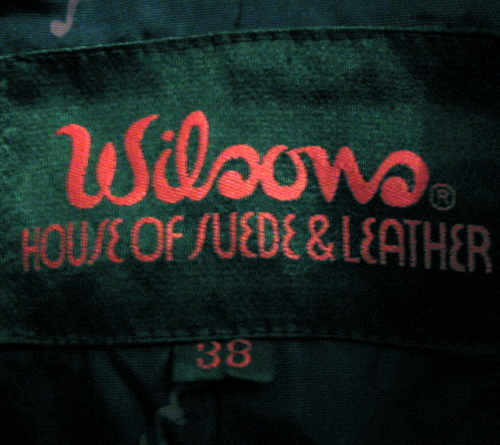 Wilsons®
HOUSE OF SUEDE & LEATHER
38